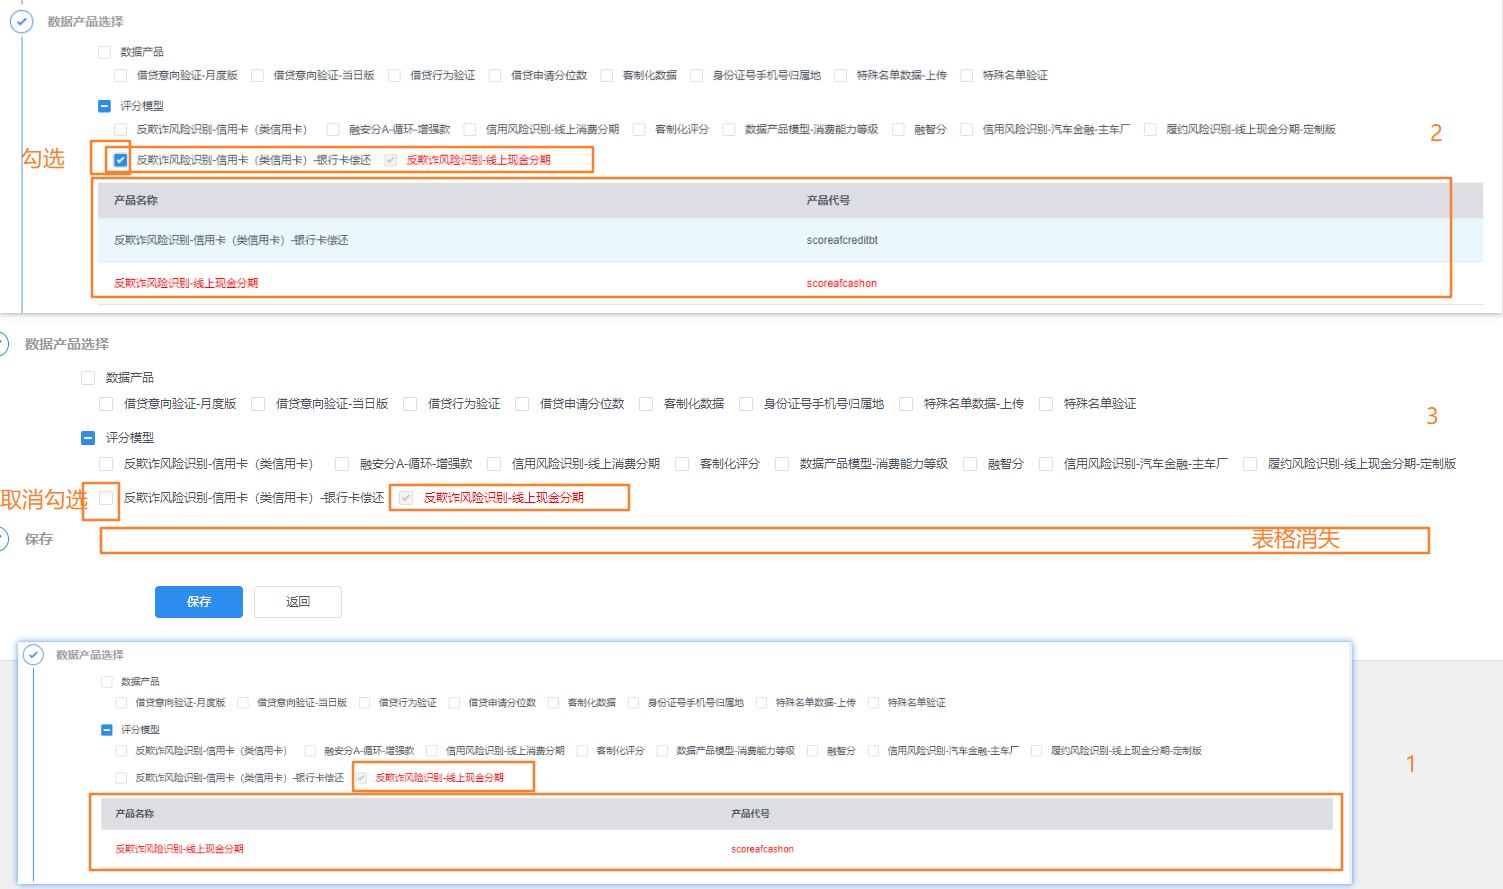 数据产品选择
数据产品
借贷意向验证-月度版 借贷意向验证-当日版 借贷行为验证 借贷申请分位数 客制化数据 身份证号手机号归属地 特殊名单数据-上传 特殊名单验证
评分模型
反欺诈风险识别-信用卡（类信用卡） 融安分A-循环-增强款 信用风险识别-线上消费分期 客制化评分 数据产品模型-消费能力等级 融智分 信用风险识别-汽车金融-主车厂 履约风险识别-线上现金分期-定制版
2
勾选 反欺诈风险识别-信用卡（类信用卡）-银行卡偿还 反欺诈风险识别-线上现金分期
产品名称 产品代号
反欺诈风险识别-信用卡（类信用卡）-银行卡偿还 scoreafcreditbt
反欺诈风险识别-线上现金分期 scoreafcashon
数据产品选择
数据产品
借贷意向验证-月度版 借贷意向验证-当日版 借贷行为验证 借贷申请分位数 客制化数据 身份证号手机号归属地 特殊名单数据-上传 特殊名单验证
3
评分模型
反欺诈风险识别-信用卡（类信用卡） 融安分A-循环-增强款 信用风险识别-线上消费分期 客制化评分 数据产品模型-消费能力等级 融智分 信用风险识别-汽车金融-主车厂 履约风险识别-线上现金分期-定制版
取消勾选 反欺诈风险识别-信用卡（类信用卡）-银行卡偿还 反欺诈风险识别-线上现金分期
保存 表格消失
保存 返回
数据产品选择
数据产品
借贷意向验证-月度版 借贷意向验证-当日版 借贷行为验证 借贷申请分位数 客制化数据 身份证号手机号归属地 特殊名单数据-上传 特殊名单验证
评分模型
反欺诈风险识别-信用卡（类信用卡） 融安分A-循环-增强款 信用风险识别-线上消费分期 客制化评分 数据产品模型-消费能力等级 融智分 信用风险识别-汽车金融-主车厂 履约风险识别-线上现金分期-定制版
1
反欺诈风险识别-信用卡（类信用卡）-银行卡偿还 反欺诈风险识别-线上现金分期
产品名称 产品代号
反欺诈风险识别-线上现金分期 scoreafcashon